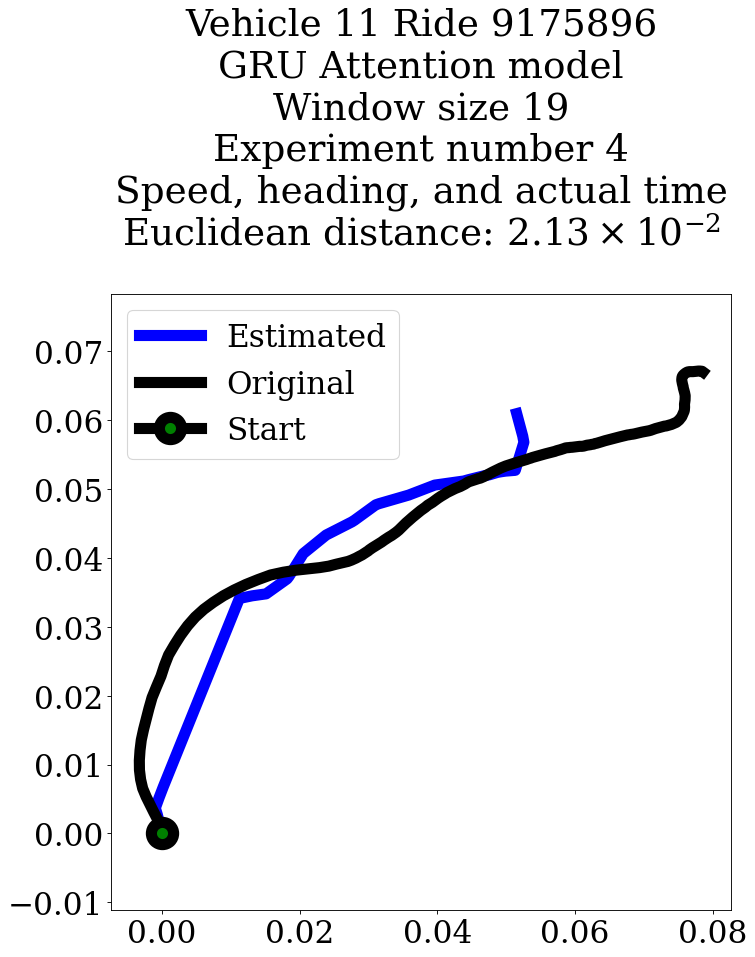 Vehicle 11 Ride 9175896
GRU Attention model
Window size 19
Experiment number 4
Speed, heading, and actual time
Euclidean distance: 2.13 × 10⁻²
Estimated
Original
Start
0.07
0.06
0.05
0.04
0.03
0.02
0.01
0.00
−0.01
0.00 0.02 0.04 0.06 0.08